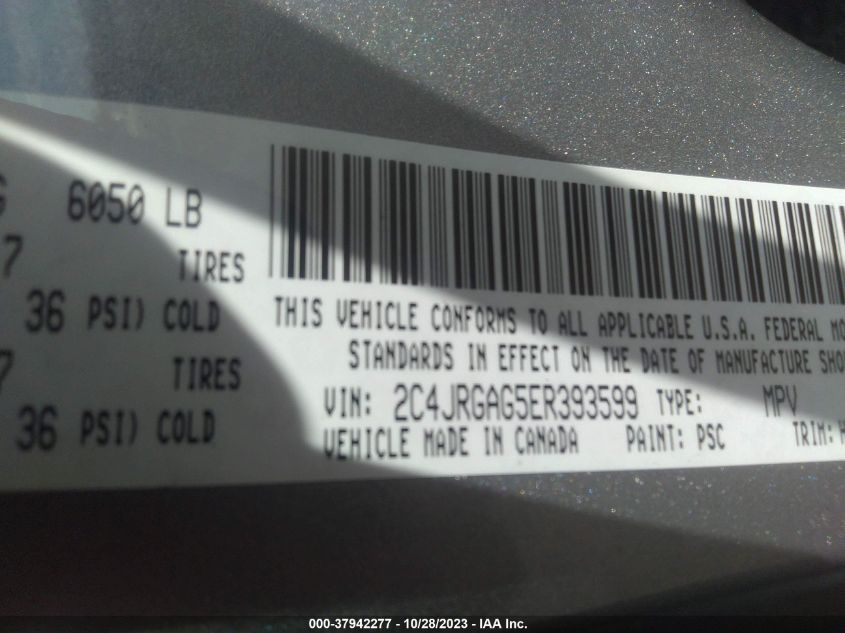 6050 LB
7 TIRES
36 PSI) COLD
7 TIRES
36 PSI) COLD
THIS VEHICLE CONFORMS TO ALL APPLICABLE U.S.A. FEDERAL
STANDARDS IN EFFECT ON THE DATE OF MANUFACTURE
VIN: 2C4JRGAG5ER393599 TYPE: MPV
VEHICLE MADE IN CANADA PAINT: PSC TRIM:
000-37942277 - 10/28/2023 - IAA Inc.